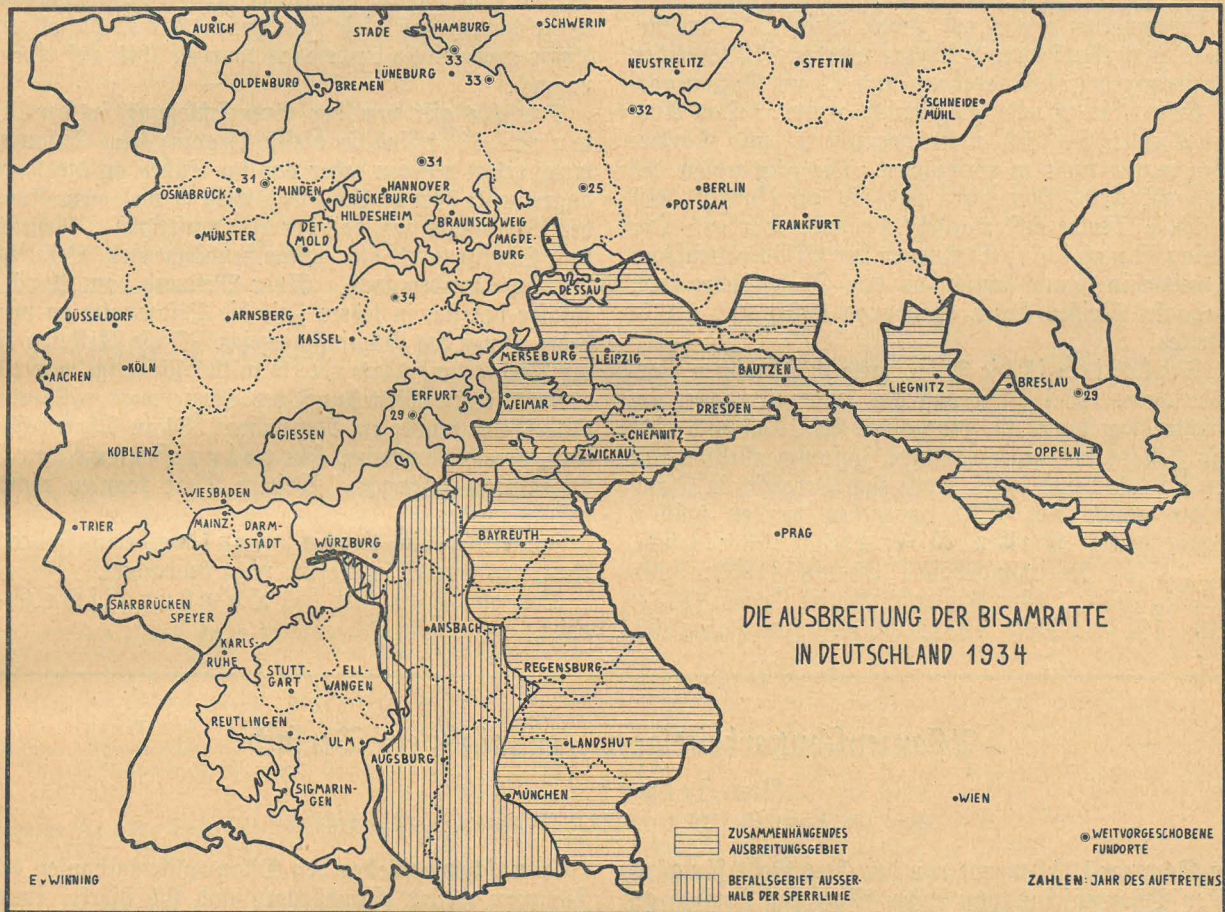 AURICH
STADE
HAMBURG
SCHWERIN
33
OLDENBURG
BREMEN
LÜNEBURG
33
NEUSTRELITZ
STETTIN
SCHNEIDE
MÜHL
32
31
OSNABRÜCK
31
MINDEN
BÜCKEBURG
HANNOVER
HILDESHEIM
BRAUNSCHWEIG
25
BERLIN
POTSDAM
FRANKFURT
MÜNSTER
DET-
MOLD
MAGDE-
BURG
DESSAU
34
DÜSSELDORF
ARNSBERG
KASSEL
MERSEBURG
LEIPZIG
AACHEN
KÖLN
BAUTZEN
LIEGNITZ
BRESLAU
29
ERFURT
WEIMAR
DRESDEN
29
GIESSEN
CHEMNITZ
KOBLENZ
ZWICKAU
OPPELN
WIESBADEN
MAINZ
DARM-
STADT
TRIER
WÜRZBURG
BAYREUTH
PRAG
SAARBRÜCKEN
SPEYER
ANSBACH
DIE AUSBREITUNG DER BISAMRATTE
IN DEUTSCHLAND 1934
KARLS-
RUHE
STUTT-
GART
ELL-
WANGEN
REGENSBURG
REUTLINGEN
ULM
AUGSBURG
LANDSHUT
SIGMARIN-
GEN
MÜNCHEN
WIEN
ZUSAMMENHÄNGENDES
AUSBREITUNGSGEBIET
WEITVORGESCHOBENE
FUNDORTE
BEFALLSGEBIET AUSSER-
HALB DER SPERRLINIE
ZAHLEN: JAHR DES AUFTRETENS
E v WINNING